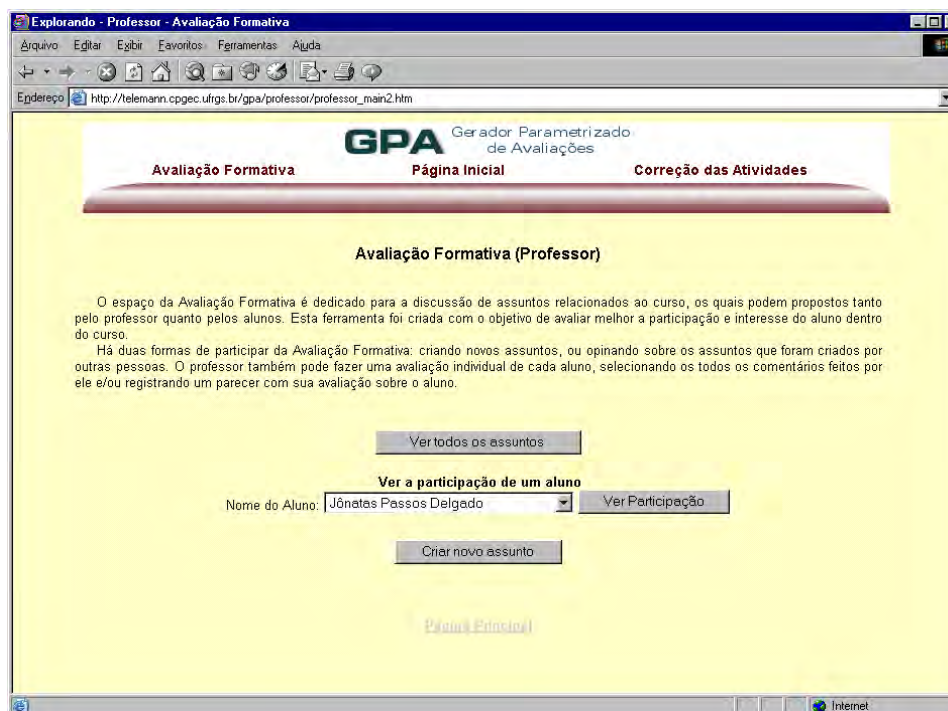 Explorando - Professor - Avaliação Formativa
Arquivo Editar Exibir Favoritos Ferramentas Ajuda
Endereço http://telemann.cpgec.ufrgs.br/gpa/professor/professor_main2.htm
GPA Gerador Parametrizado
de Avaliações
Avaliação Formativa Página Inicial Correção das Atividades
Avaliação Formativa (Professor)
O espaço da Avaliação Formativa é dedicado para a discussão de assuntos relacionados ao curso, os quais podem propostos tanto
pelo professor quanto pelos alunos. Esta ferramenta foi criada com o objetivo de avaliar melhor a participação e interesse do aluno dentro
do curso.
Há duas formas de participar da Avaliação Formativa: criando novos assuntos, ou opinando sobre os assuntos que foram criados por
outras pessoas. O professor também pode fazer uma avaliação individual de cada aluno, selecionando os todos os comentários feitos por
ele e/ou registrando um parecer com sua avaliação sobre o aluno.
Ver todos os assuntos
Ver a participação de um aluno
Nome do Aluno: Jônatas Passos Delgado Ver Participação
Criar novo assunto
Página Principal
Internet